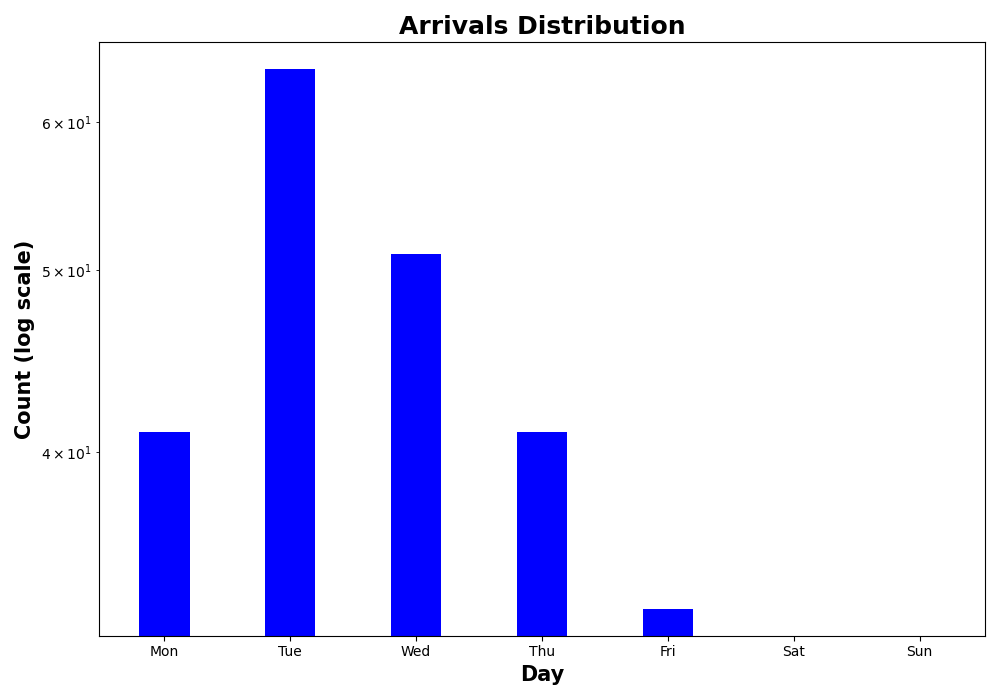 Arrivals Distribution
Count (log scale)
6 × 10¹
5 × 10¹
4 × 10¹
Mon Tue Wed Thu Fri Sat Sun
Day